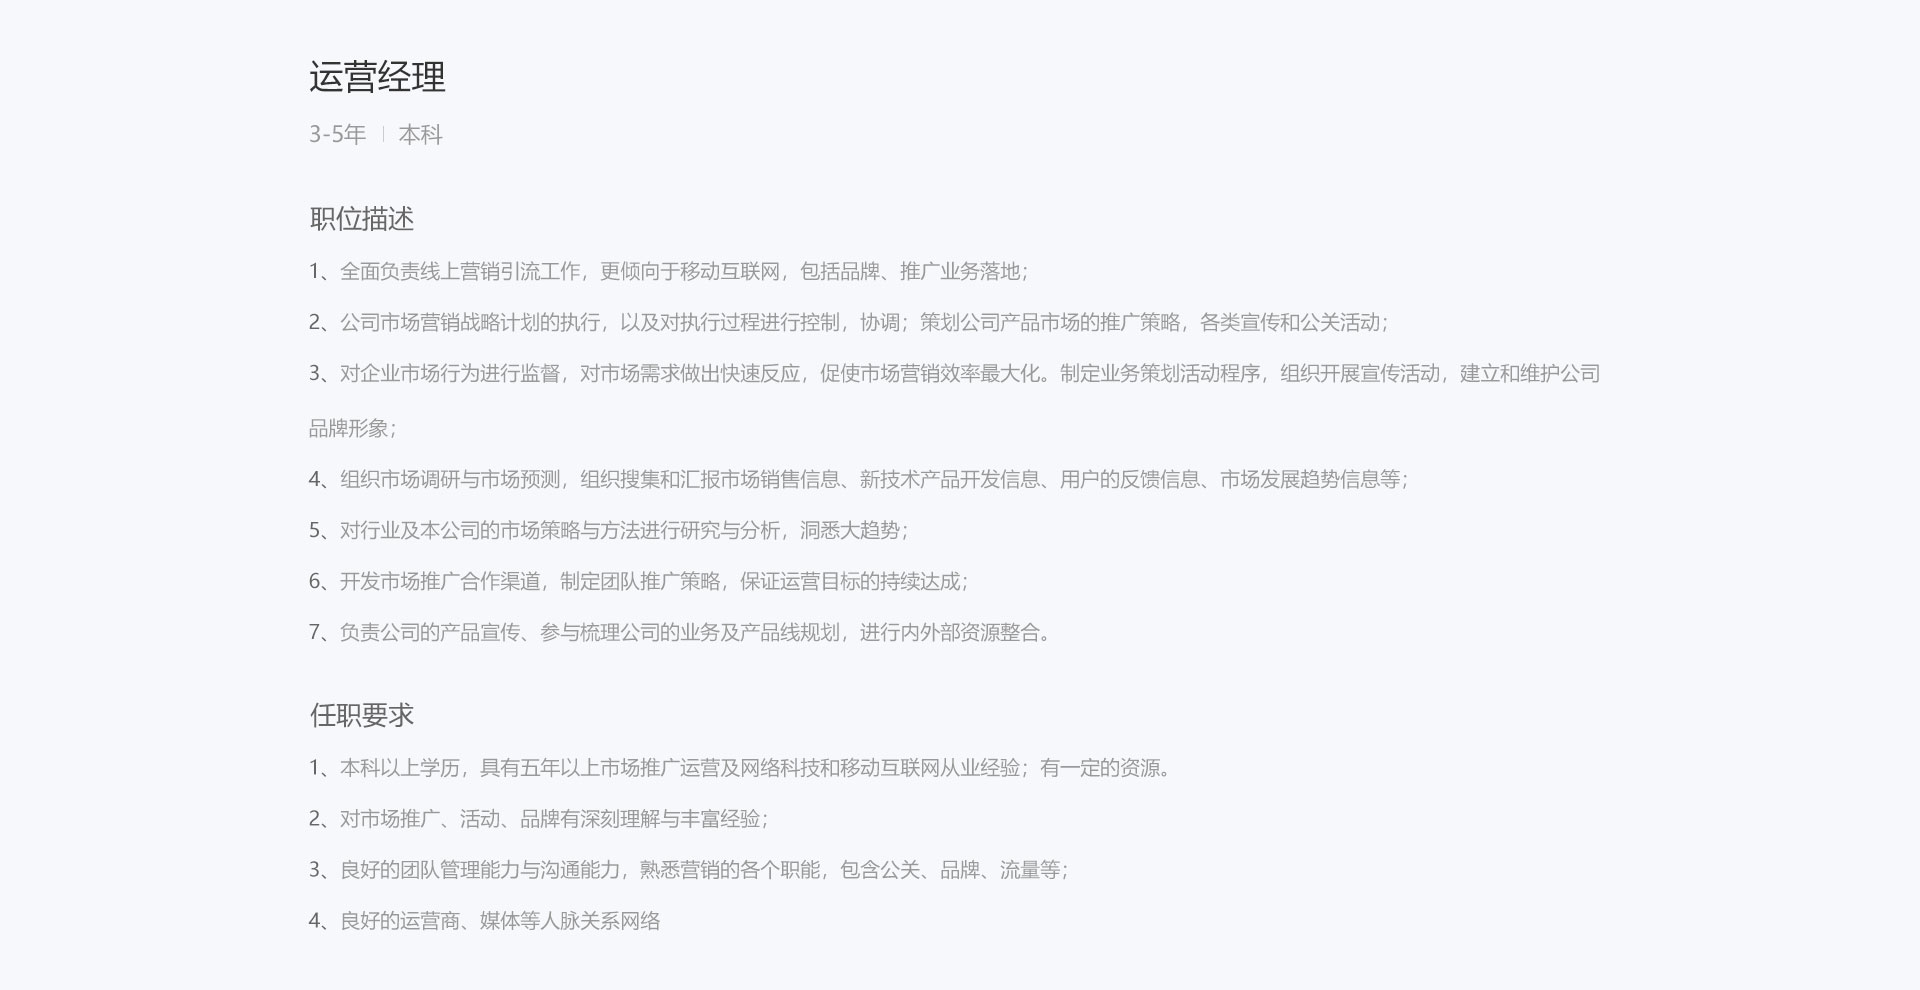 运营经理
3-5年 | 本科
职位描述
1、全面负责线上营销引流工作，更倾向于移动互联网，包括品牌、推广业务落地；
2、公司市场营销战略计划的执行，以及对执行过程进行控制，协调；策划公司产品市场的推广策略，各类宣传和公关活动；
3、对企业市场行为进行监督，对市场需求做出快速反应，促使市场营销效率最大化。制定业务策划活动程序，组织开展宣传活动，建立和维护公司
品牌形象；
4、组织市场调研与市场预测，组织搜集和汇报市场销售信息、新技术产品开发信息、用户的反馈信息、市场发展趋势信息等；
5、对行业及本公司的市场策略与方法进行研究与分析，洞悉大趋势；
6、开发市场推广合作渠道，制定团队推广策略，保证运营目标的持续达成；
7、负责公司的产品宣传、参与梳理公司的业务及产品线规划，进行内外部资源整合。
任职要求
1、本科以上学历，具有五年以上市场推广运营及网络科技和移动互联网从业经验；有一定的资源。
2、对市场推广、活动、品牌有深刻理解与丰富经验；
3、良好的团队管理能力与沟通能力，熟悉营销的各个职能，包含公关、品牌、流量等；
4、良好的运营商、媒体等人脉关系网络